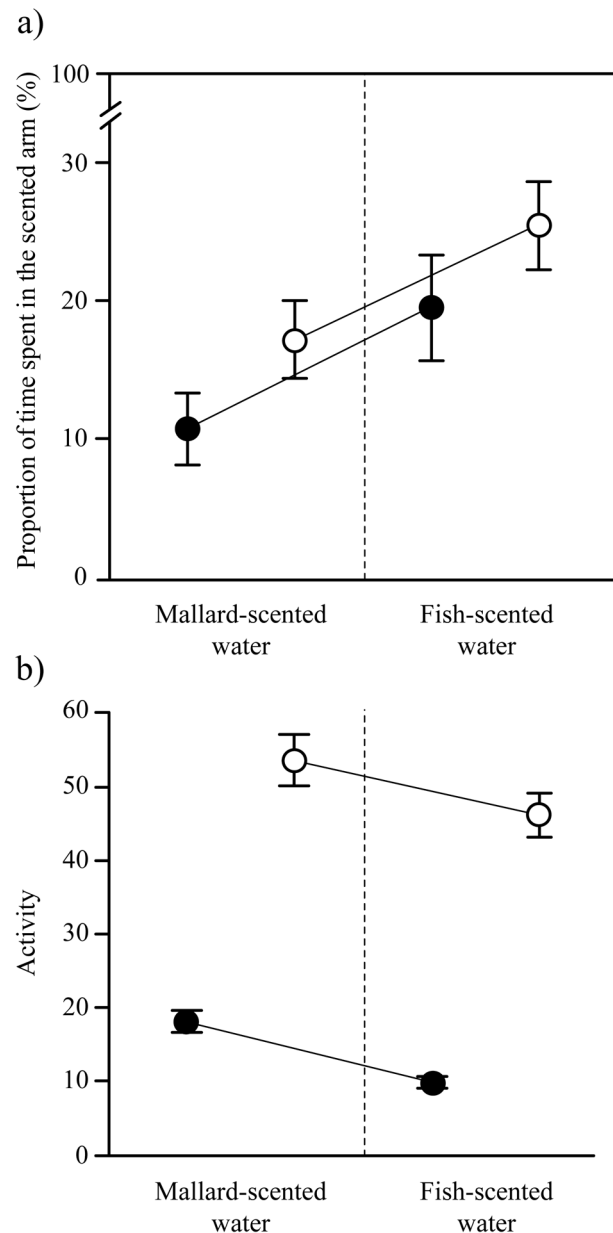 a)
Proportion of time spent in the scented arm (%)
100
30
20
10
0
Mallard-scented
water
Fish-scented
water
b)
Activity
60
50
40
30
20
10
0
Mallard-scented
water
Fish-scented
water